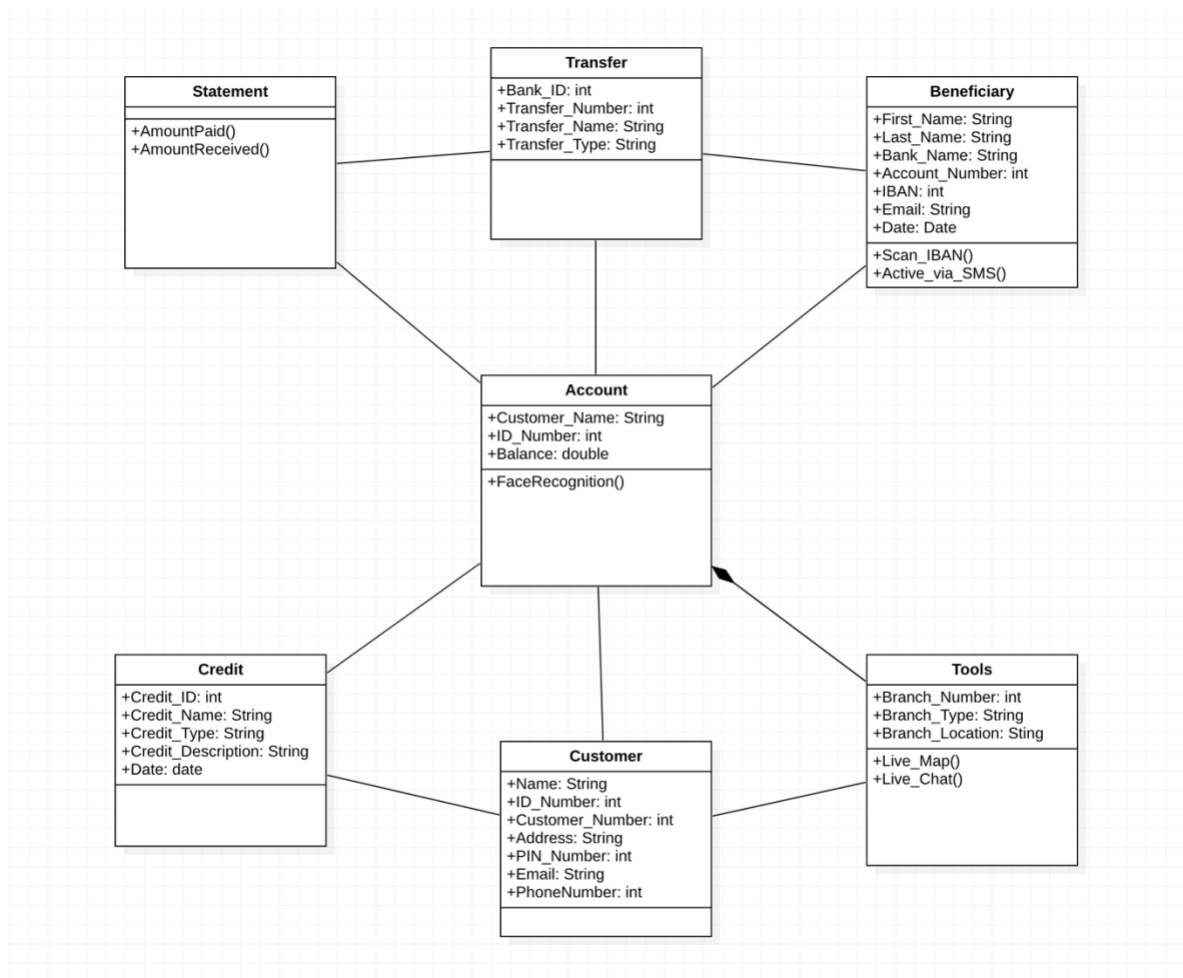 Transfer
+Bank_ID: int
+Transfer_Number: int
+Transfer_Name: String
+Transfer_Type: String
Statement
+AmountPaid()
+AmountReceived()
Beneficiary
+First_Name: String
+Last_Name: String
+Bank_Name: String
+Account_Number: int
+IBAN: int
+Email: String
+Date: Date
+Scan_IBAN()
+Active_via_SMS()
Account
+Customer_Name: String
+ID_Number: int
+Balance: double
+FaceRecognition()
Credit
+Credit_ID: int
+Credit_Name: String
+Credit_Type: String
+Credit_Description: String
+Date: date
Customer
+Name: String
+ID_Number: int
+Customer_Number: int
+Address: String
+PIN_Number: int
+Email: String
+PhoneNumber: int
Tools
+Branch_Number: int
+Branch_Type: String
+Branch_Location: Sting
+Live_Map()
+Live_Chat()